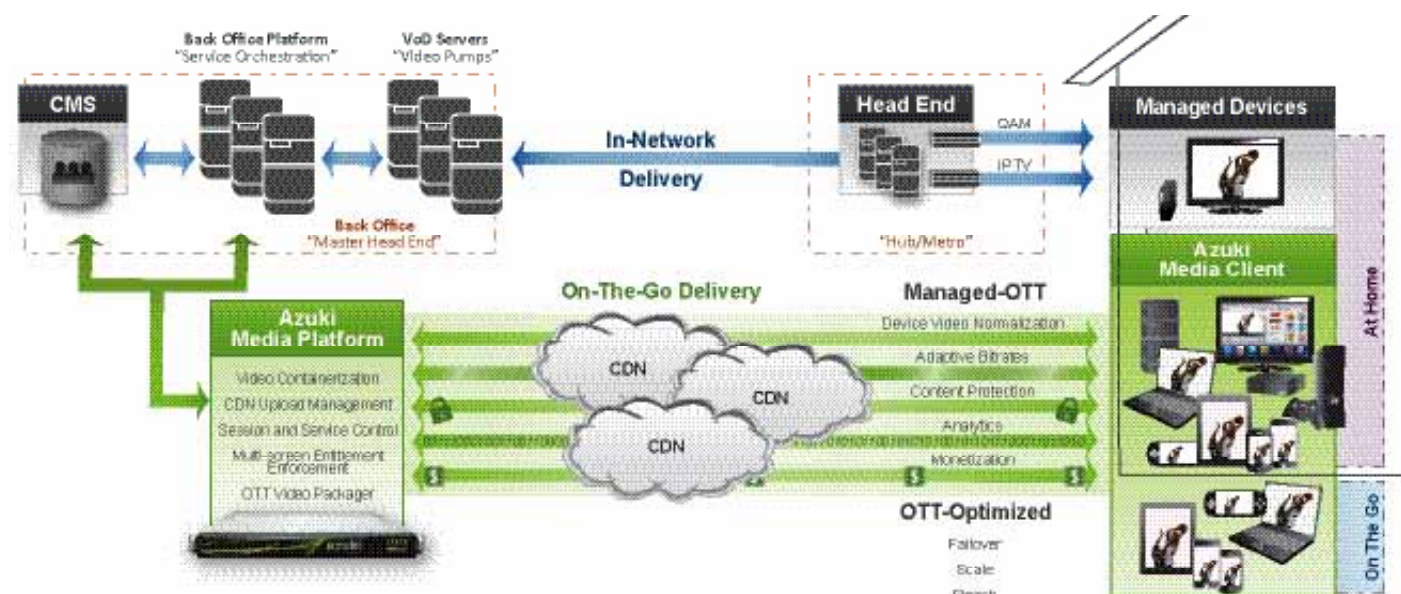 Back Office Platform
"Service Orchestration"
VoD Servers
"Video Pumps"
CMS
Head End
Managed Devices
QAM
IPTV
In-Network
Delivery
Back Office
"Master Head End"
"Hub/Metro"
Azuki
Media Client
At Home
On-The-Go Delivery
Managed-OTT
Azuki
Media Platform
Device Video Normalization
Video Containerization
Adaptive Bitrates
CDN
CDN
CDN
CDN Upload Management
Content Protection
Session and Service Control
Analytics
Multi-screen Entitlement
Enforcement
Monetization
$
$
$
OTT Video Packager
OTT-Optimized
Failover
Scale
On The Go